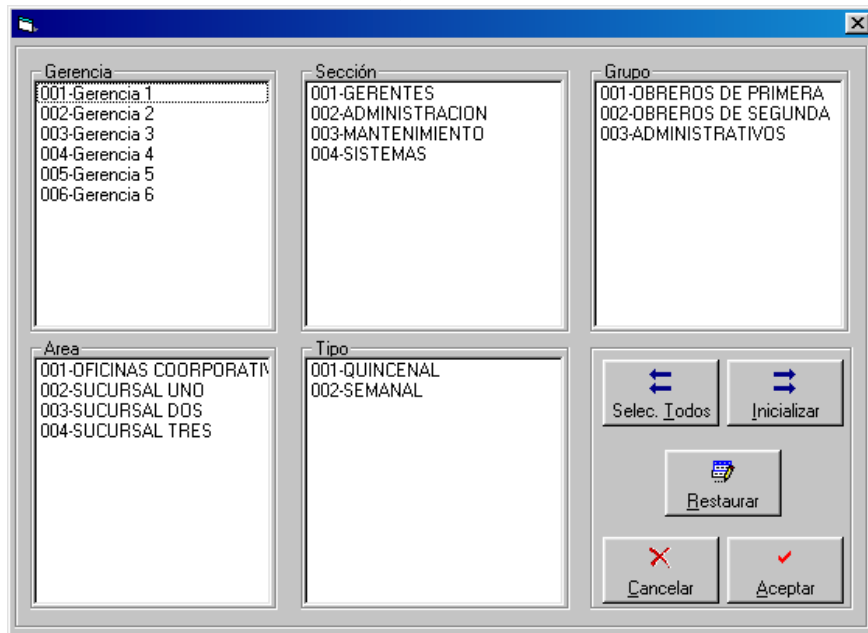 Gerencia
001-Gerencia 1
002-Gerencia 2
003-Gerencia 3
004-Gerencia 4
005-Gerencia 5
006-Gerencia 6
Sección
001-GERENTES
002-ADMINISTRACION
003-MANTENIMIENTO
004-SISTEMAS
Grupo
001-OBREROS DE PRIMERA
002-OBREROS DE SEGUNDA
003-ADMINISTRATIVOS
Area
001-OFICINAS COORPORATIV
002-SUCURSAL UNO
003-SUCURSAL DOS
004-SUCURSAL TRES
Tipo
001-QUINCENAL
002-SEMANAL
Selec. Todos
Inicializar
Restaurar
Cancelar
Aceptar